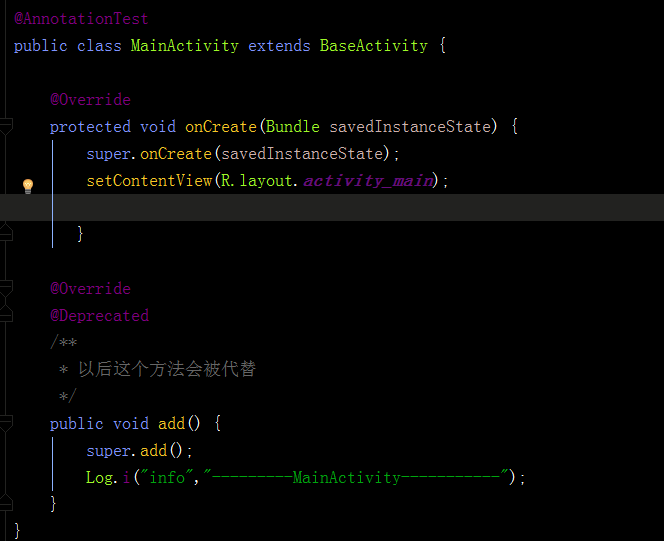 @AnnotationTest
public class MainActivity extends BaseActivity {
@Override
protected void onCreate(Bundle savedInstanceState) {
super.onCreate(savedInstanceState);
setContentView(R.layout.activity_main);
}
@Override
@Deprecated
/**
* 以后这个方法会被代替
*/
public void add() {
super.add();
Log.i("info","---------MainActivity-----------");
}
}